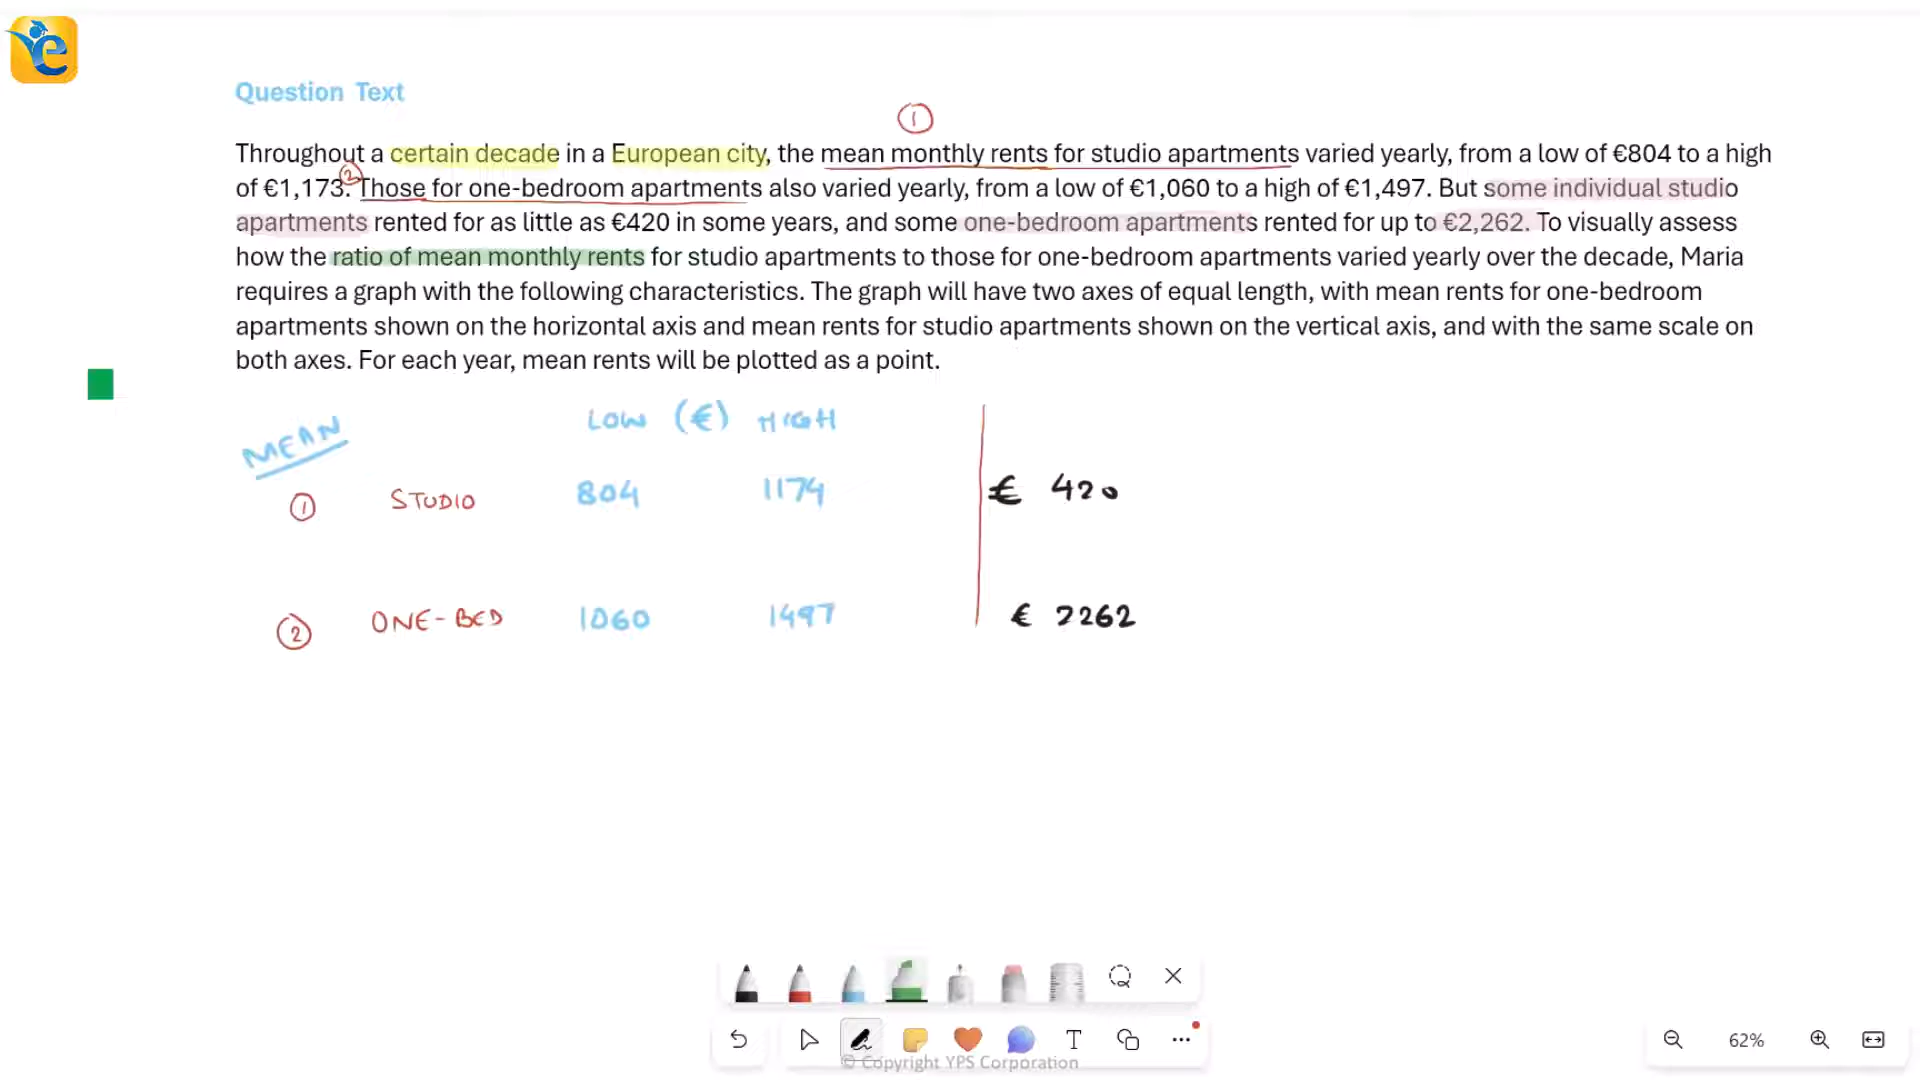 Question Text
①
Throughout a certain decade in a European city, the mean monthly rents for studio apartments varied yearly, from a low of €804 to a high
②
of €1,173. Those for one-bedroom apartments also varied yearly, from a low of €1,060 to a high of €1,497. But some individual studio
apartments rented for as little as €420 in some years, and some one-bedroom apartments rented for up to €2,262. To visually assess
how the ratio of mean monthly rents for studio apartments to those for one-bedroom apartments varied yearly over the decade, Maria
requires a graph with the following characteristics. The graph will have two axes of equal length, with mean rents for one-bedroom
apartments shown on the horizontal axis and mean rents for studio apartments shown on the vertical axis, and with the same scale on
both axes. For each year, mean rents will be plotted as a point.
MEAN LOW (€) HIGH
① STUDIO 804 1174 € 420
② ONE-BED 1060 1497 € 2262
62%
© Copyright YPS Corporation